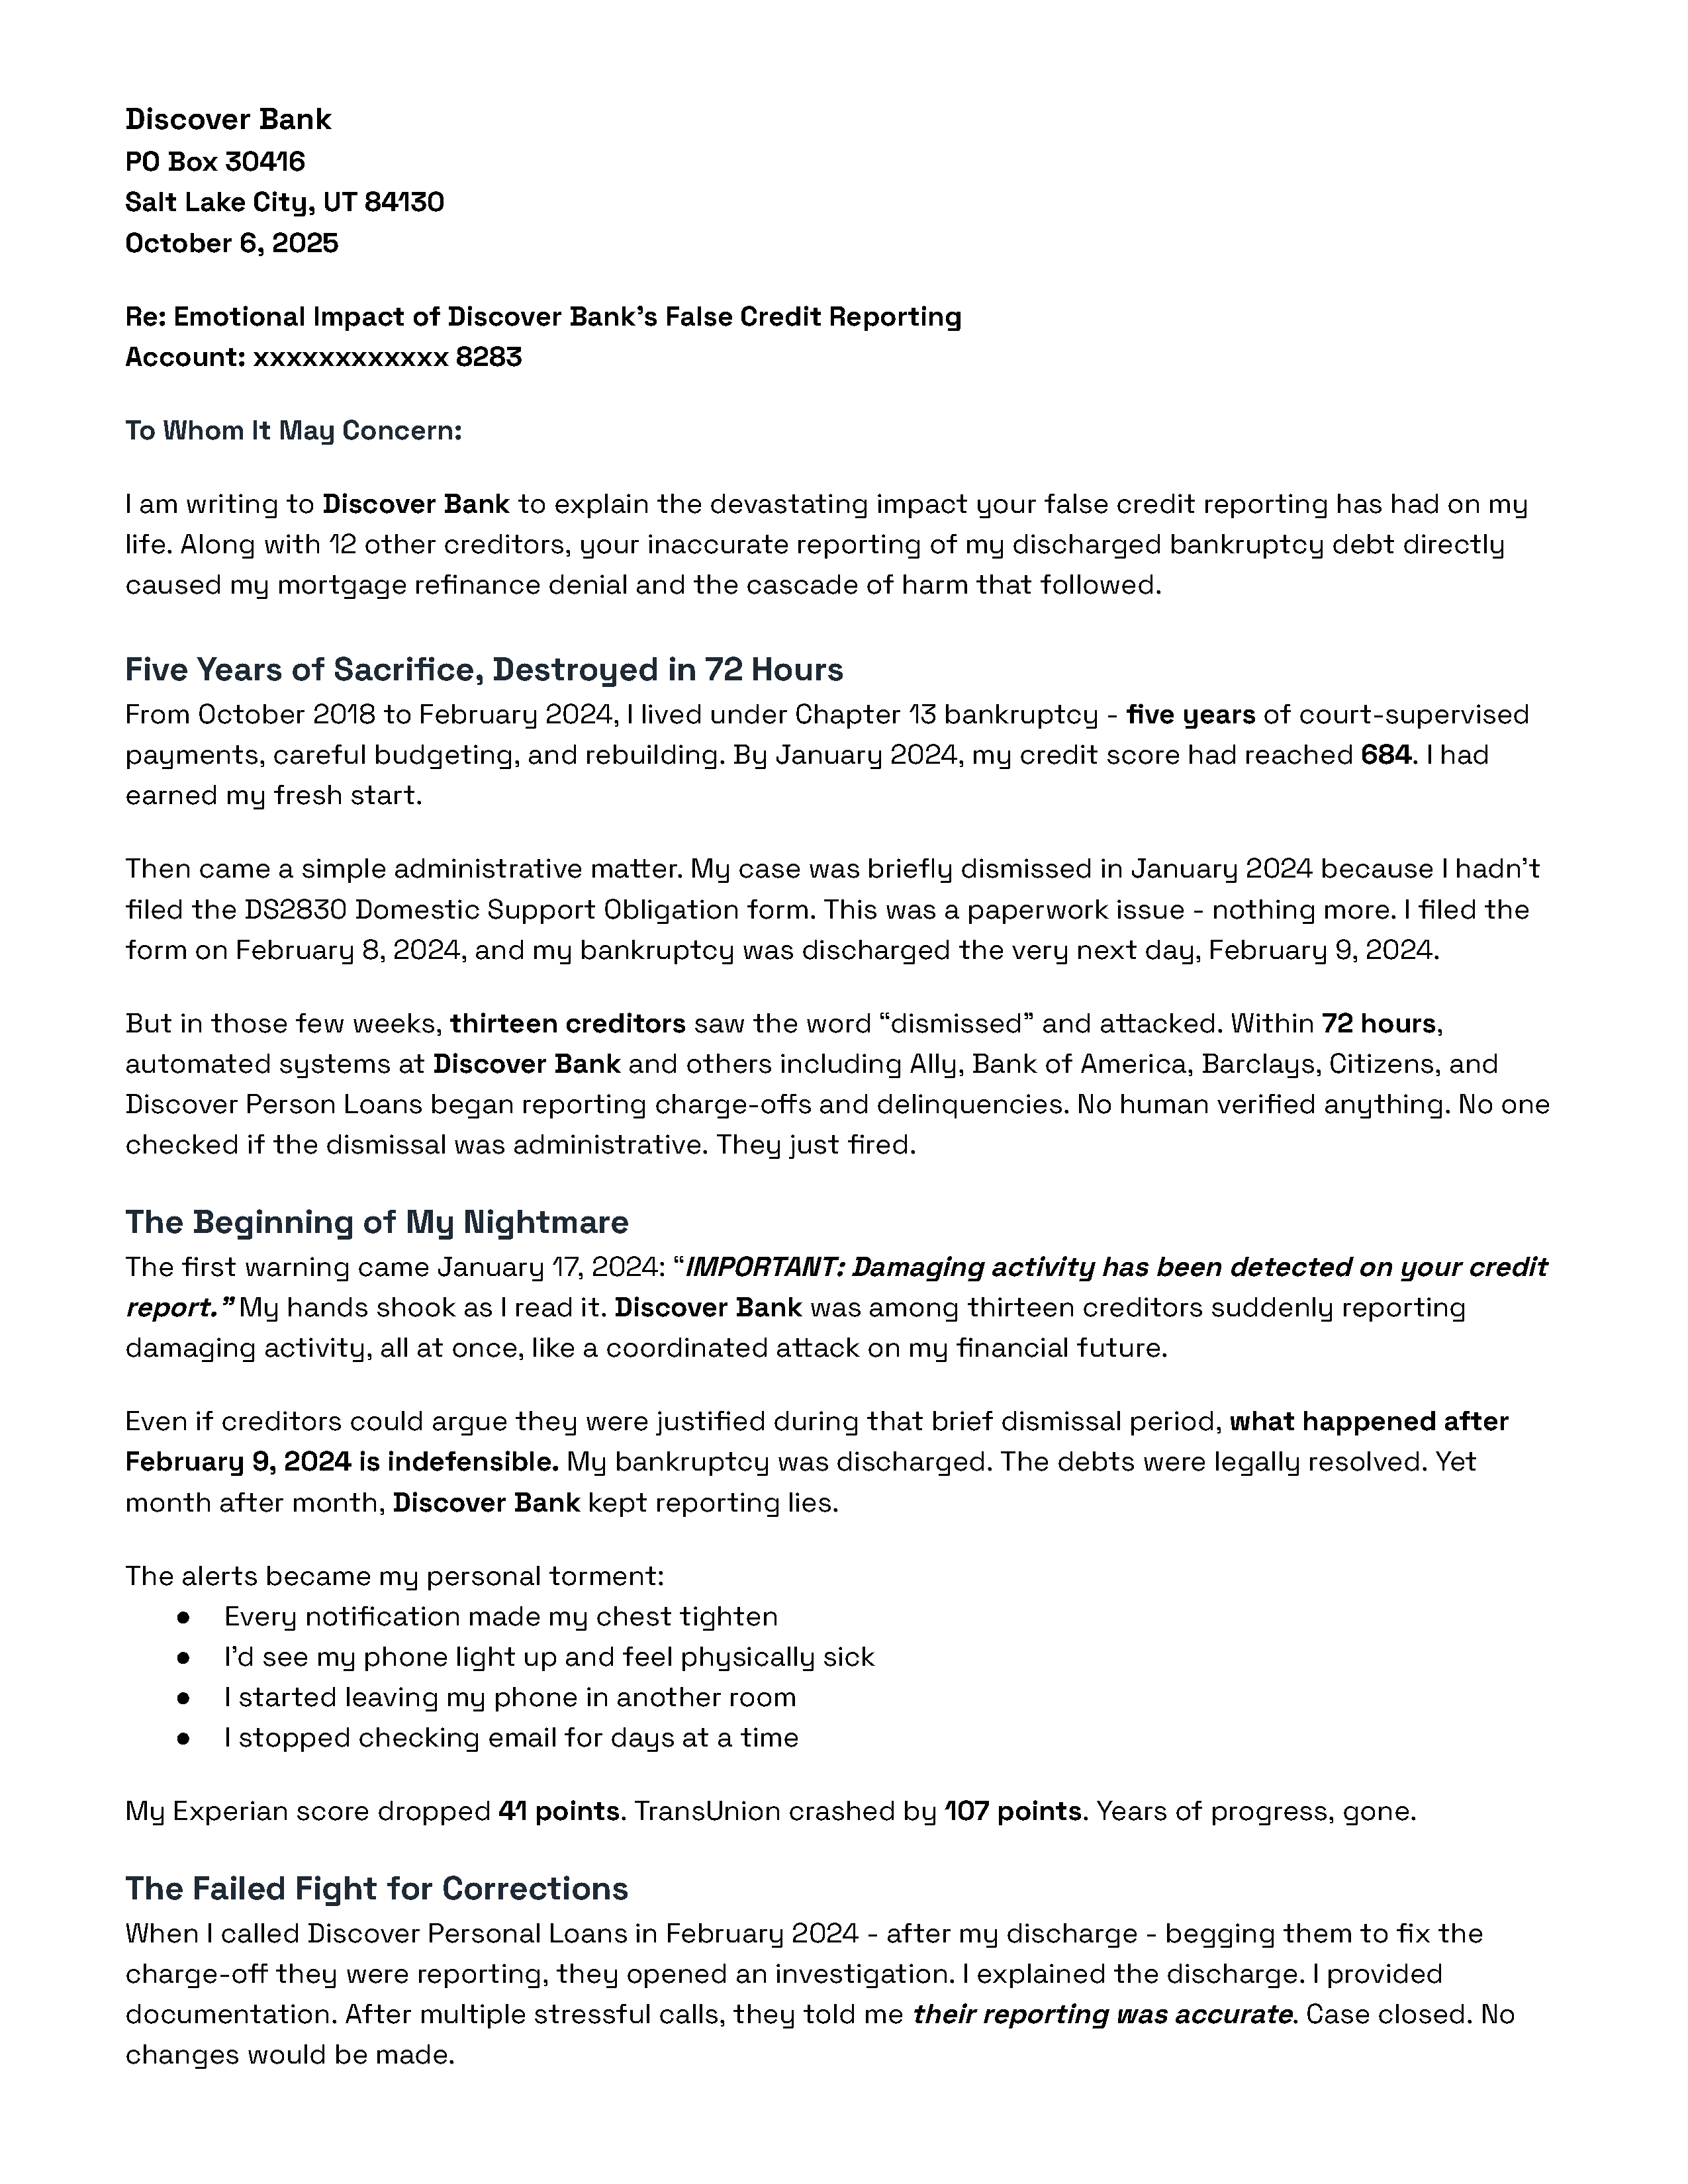 Discover Bank
PO Box 30416
Salt Lake City, UT 84130
October 6, 2025
Re: Emotional Impact of Discover Bank’s False Credit Reporting
Account: xxxxxxxxxxxx 8283
To Whom It May Concern:
I am writing to Discover Bank to explain the devastating impact your false credit reporting has had on my
life. Along with 12 other creditors, your inaccurate reporting of my discharged bankruptcy debt directly
caused my mortgage refinance denial and the cascade of harm that followed.
Five Years of Sacrifice, Destroyed in 72 Hours
From October 2018 to February 2024, I lived under Chapter 13 bankruptcy - five years of court-supervised
payments, careful budgeting, and rebuilding. By January 2024, my credit score had reached 684. I had
earned my fresh start.
Then came a simple administrative matter. My case was briefly dismissed in January 2024 because I hadn’t
filed the DS2830 Domestic Support Obligation form. This was a paperwork issue - nothing more. I filed the
form on February 8, 2024, and my bankruptcy was discharged the very next day, February 9, 2024.
But in those few weeks, thirteen creditors saw the word “dismissed” and attacked. Within 72 hours,
automated systems at Discover Bank and others including Ally, Bank of America, Barclays, Citizens, and
Discover Person Loans began reporting charge-offs and delinquencies. No human verified anything. No one
checked if the dismissal was administrative. They just fired.
The Beginning of My Nightmare
The first warning came January 17, 2024: “IMPORTANT: Damaging activity has been detected on your credit
report.” My hands shook as I read it. Discover Bank was among thirteen creditors suddenly reporting
damaging activity, all at once, like a coordinated attack on my financial future.
Even if creditors could argue they were justified during that brief dismissal period, what happened after
February 9, 2024 is indefensible. My bankruptcy was discharged. The debts were legally resolved. Yet
month after month, Discover Bank kept reporting lies.
The alerts became my personal torment:
● Every notification made my chest tighten
● I’d see my phone light up and feel physically sick
● I started leaving my phone in another room
● I stopped checking email for days at a time
My Experian score dropped 41 points. TransUnion crashed by 107 points. Years of progress, gone.
The Failed Fight for Corrections
When I called Discover Personal Loans in February 2024 - after my discharge - begging them to fix the
charge-off they were reporting, they opened an investigation. I explained the discharge. I provided
documentation. After multiple stressful calls, they told me their reporting was accurate. Case closed. No
changes would be made.